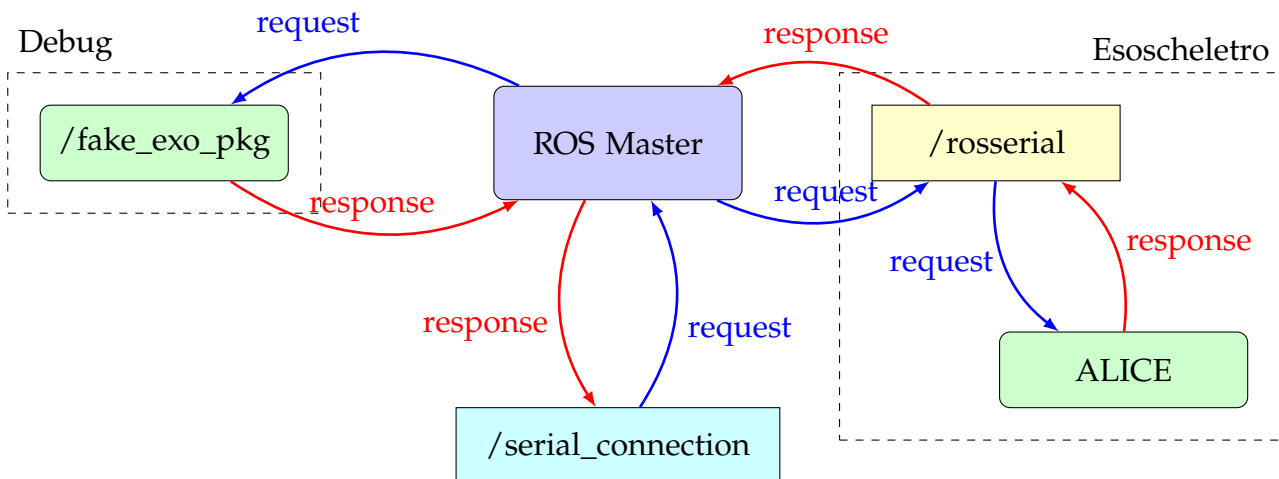 request
response
Debug
Esoscheletro
/fake_exo_pkg
ROS Master
/rosserial
response
request
request
response
response
request
ALICE
/serial_connection